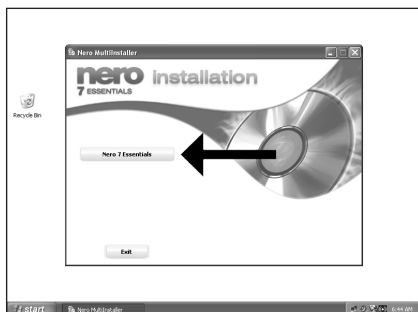 Nero MultiInstaller
nero installation
7 ESSENTIALS
Recycle Bin
Nero 7 Essentials
Exit
start
Nero MultiInstaller
6:44 AM